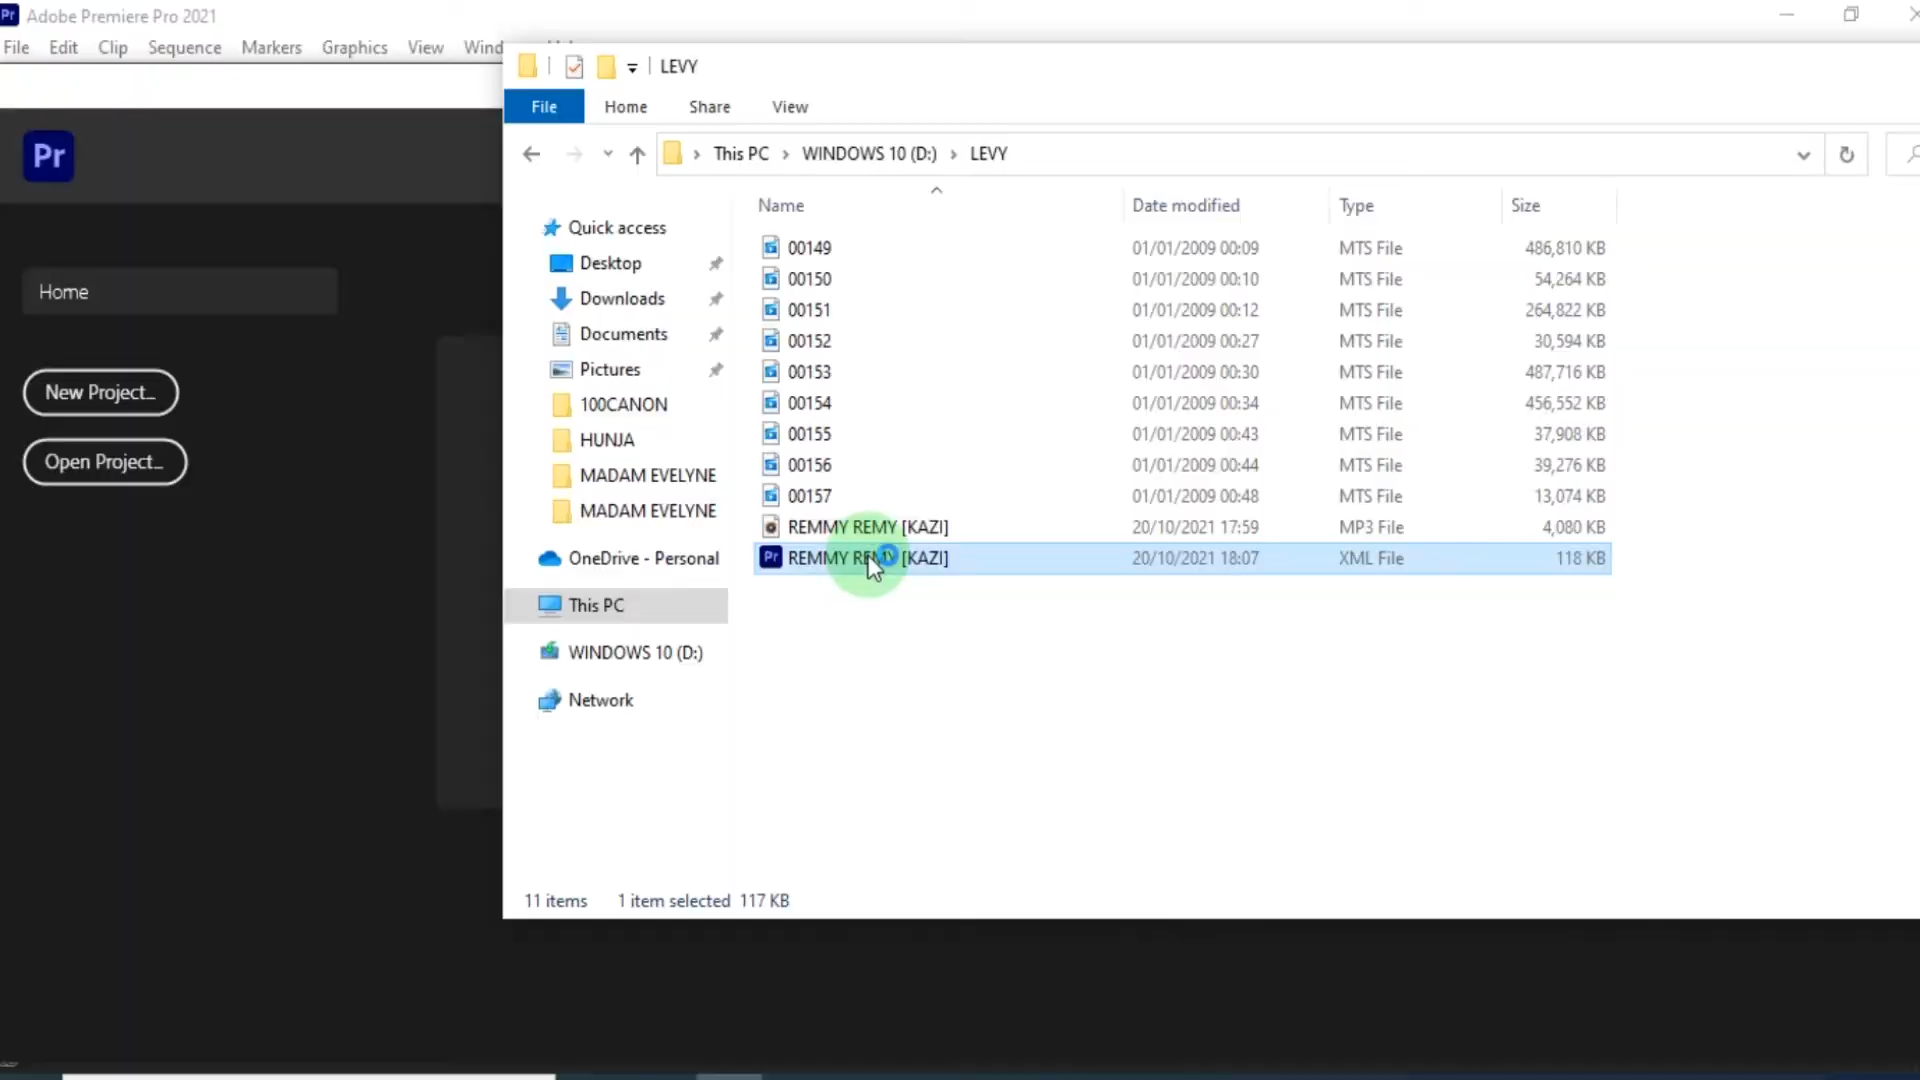 Pr Adobe Premiere Pro 2021
File Edit Clip Sequence Markers Graphics View Wind
LEVY
File Home Share View
Pr
This PC › WINDOWS 10 (D:) › LEVY
Name Date modified Type Size
Quick access
Desktop
Downloads
Documents
Pictures
100CANON
HUNJA
MADAM EVELYNE
MADAM EVELYNE
OneDrive - Personal
This PC
WINDOWS 10 (D:)
Network
00149 01/01/2009 00:09 MTS File 486,810 KB
00150 01/01/2009 00:10 MTS File 54,264 KB
00151 01/01/2009 00:12 MTS File 264,822 KB
00152 01/01/2009 00:27 MTS File 30,594 KB
00153 01/01/2009 00:30 MTS File 487,716 KB
00154 01/01/2009 00:34 MTS File 456,552 KB
00155 01/01/2009 00:43 MTS File 37,908 KB
00156 01/01/2009 00:44 MTS File 39,276 KB
00157 01/01/2009 00:48 MTS File 13,074 KB
REMMY REMY [KAZI] 20/10/2021 17:59 MP3 File 4,080 KB
Pr REMMY REMY [KAZI] 20/10/2021 18:07 XML File 118 KB
Home
New Project...
Open Project...
11 items 1 item selected 117 KB